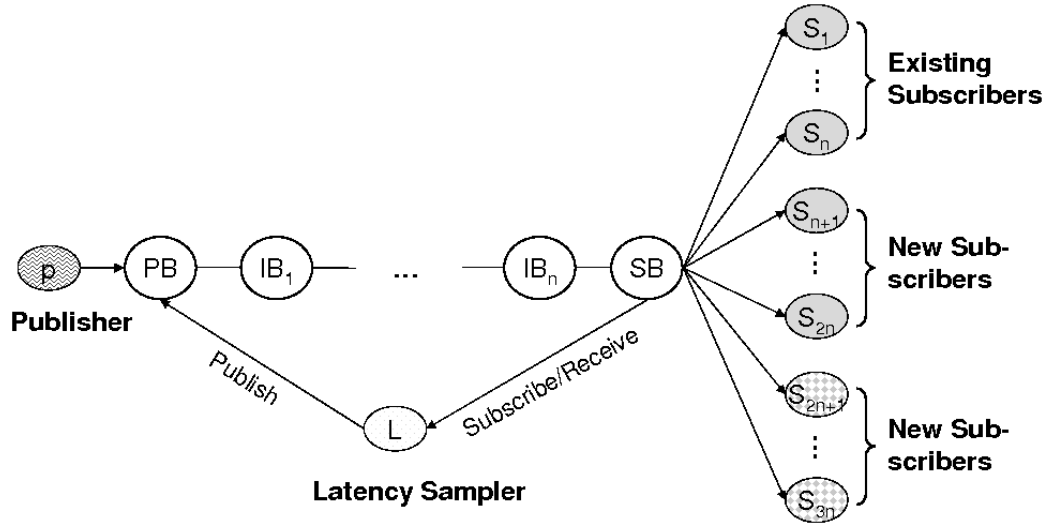 S1
⋮
Sn
Existing
Subscribers
Sn+1
⋮
S2n
New Sub-
scribers
p
PB
IB1
...
IBn
SB
Publisher
Publish
Subscribe/Receive
L
Latency Sampler
S2n+1
⋮
S3n
New Sub-
scribers